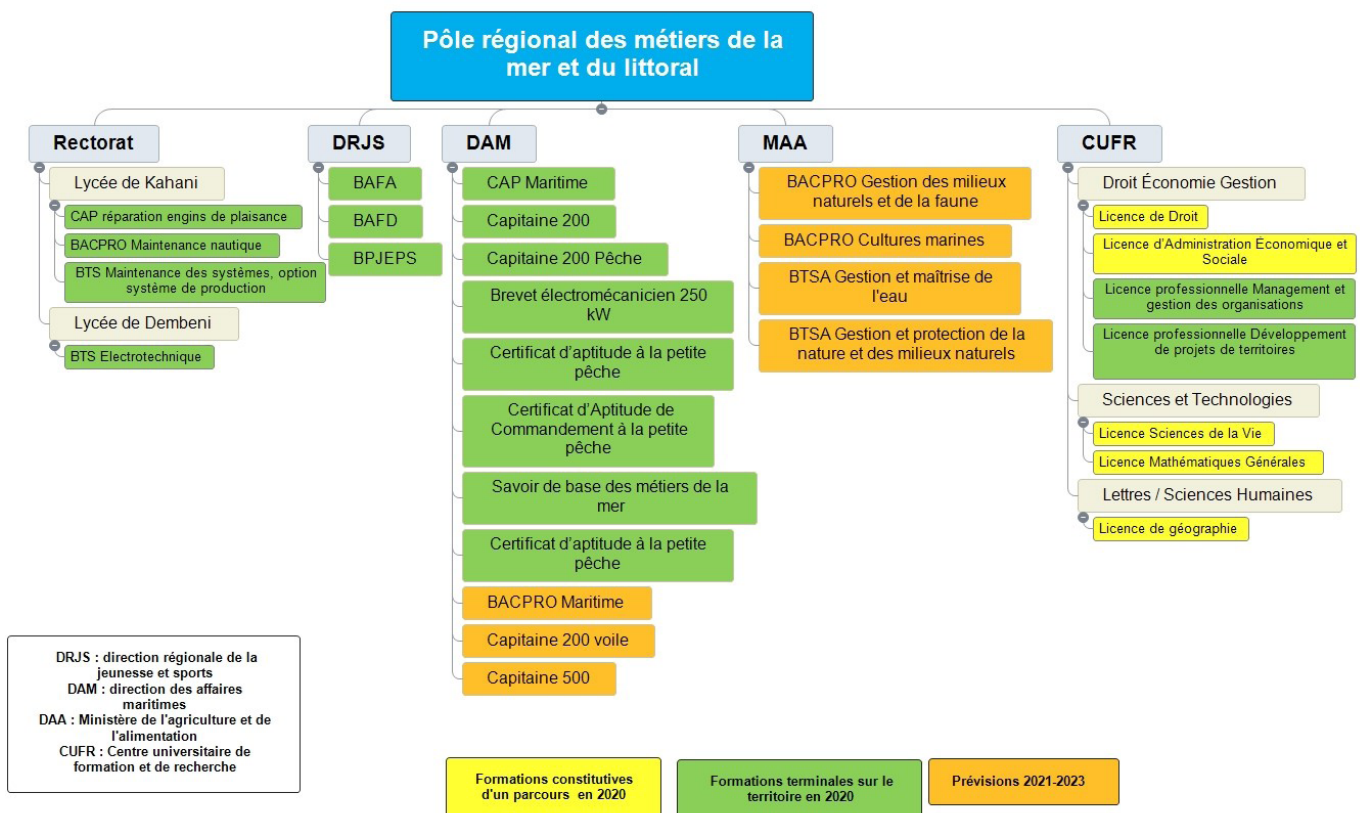 Pôle régional des métiers de la
mer et du littoral
Rectorat
Lycée de Kahani
CAP réparation engins de plaisance
BACPRO Maintenance nautique
BTS Maintenance des systèmes, option
système de production
Lycée de Dembeni
BTS Electrotechnique
DRJS
BAFA
BAFD
BPJEPS
DAM
CAP Maritime
Capitaine 200
Capitaine 200 Pêche
Brevet électromécanicien 250
kW
Certificat d'aptitude à la petite
pêche
Certificat d'Aptitude de
Commandement à la petite
pêche
Savoir de base des métiers de la
mer
Certificat d'aptitude à la petite
pêche
BACPRO Maritime
Capitaine 200 voile
Capitaine 500
MAA
BACPRO Gestion des milieux
naturels et de la faune
BACPRO Cultures marines
BTSA Gestion et maîtrise de
l'eau
BTSA Gestion et protection de la
nature et des milieux naturels
CUFR
Droit Économie Gestion
Licence de Droit
Licence d'Administration Économique et
Sociale
Licence professionnelle Management et
gestion des organisations
Licence professionnelle Développement
de projets de territoires
Sciences et Technologies
Licence Sciences de la Vie
Licence Mathématiques Générales
Lettres / Sciences Humaines
Licence de géographie
DRJS : direction régionale de la
jeunesse et sports
DAM : direction des affaires
maritimes
DAA : Ministère de l'agriculture et de
l'alimentation
CUFR : Centre universitaire de
formation et de recherche
Formations constitutives
d'un parcours en 2020
Formations terminales sur le
territoire en 2020
Prévisions 2021-2023